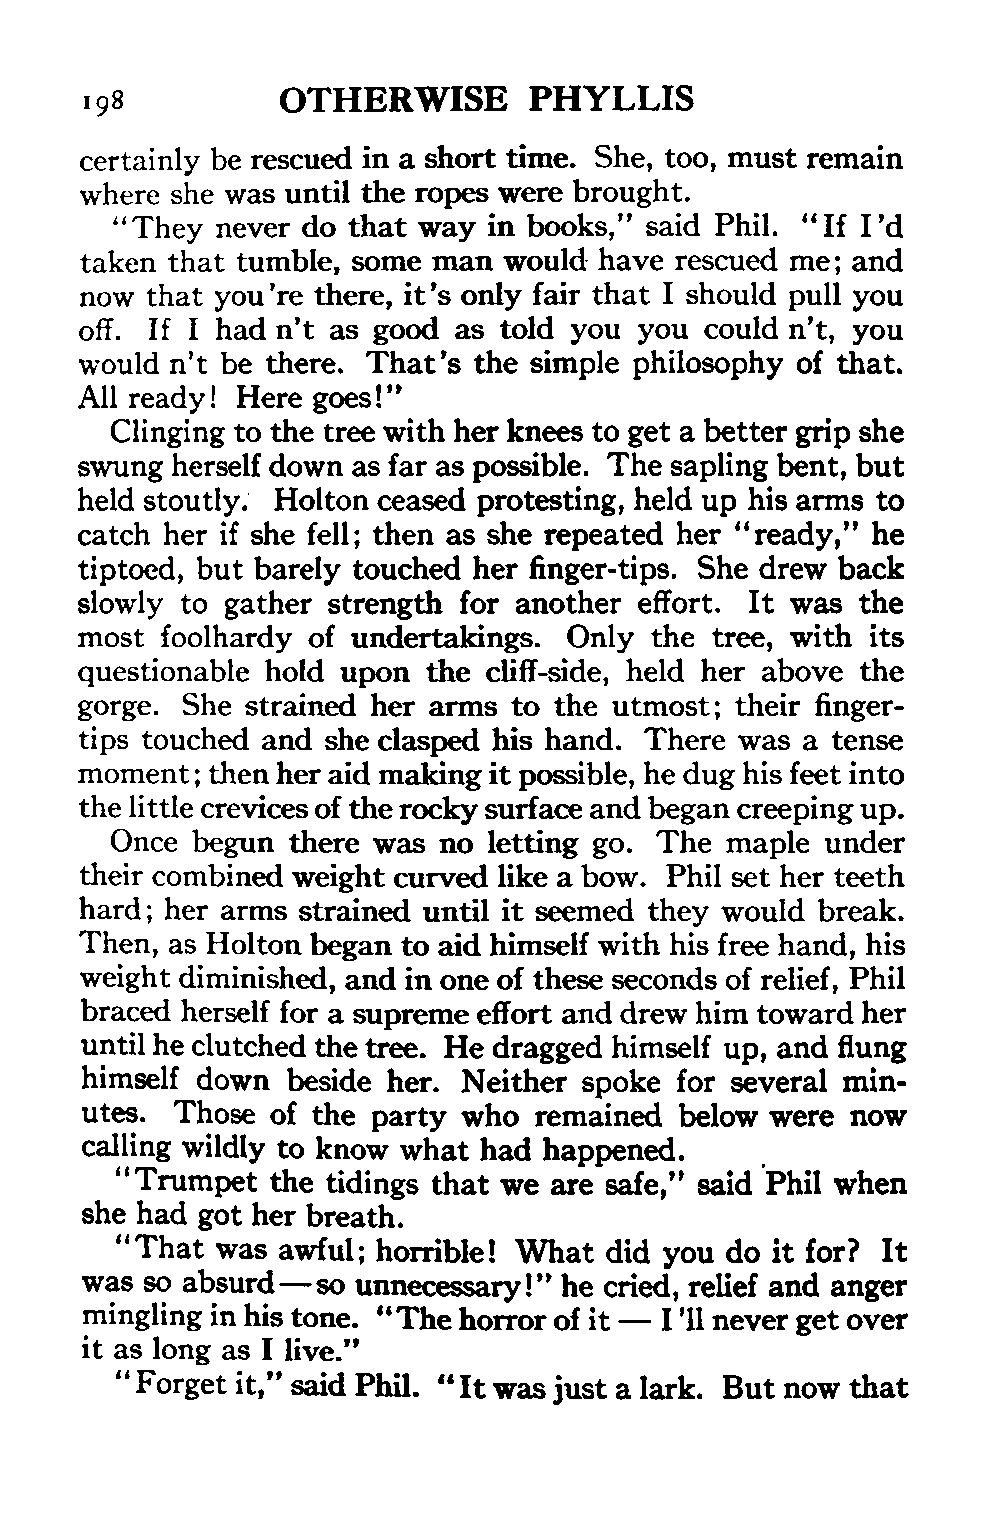 198 OTHERWISE PHYLLIS
certainly be rescued in a short time. She, too, must remain
where she was until the ropes were brought.
"They never do that way in books," said Phil. "If I'd
taken that tumble, some man would have rescued me; and
now that you're there, it's only fair that I should pull you
off. If I had n't as good as told you you could n't, you
would n't be there. That's the simple philosophy of that.
All ready! Here goes!"
Clinging to the tree with her knees to get a better grip she
swung herself down as far as possible. The sapling bent, but
held stoutly. Holton ceased protesting, held up his arms to
catch her if she fell; then as she repeated her "ready," he
tiptoed, but barely touched her finger-tips. She drew back
slowly to gather strength for another effort. It was the
most foolhardy of undertakings. Only the tree, with its
questionable hold upon the cliff-side, held her above the
gorge. She strained her arms to the utmost; their finger-
tips touched and she clasped his hand. There was a tense
moment; then her aid making it possible, he dug his feet into
the little crevices of the rocky surface and began creeping up.
Once begun there was no letting go. The maple under
their combined weight curved like a bow. Phil set her teeth
hard; her arms strained until it seemed they would break.
Then, as Holton began to aid himself with his free hand, his
weight diminished, and in one of these seconds of relief, Phil
braced herself for a supreme effort and drew him toward her
until he clutched the tree. He dragged himself up, and flung
himself down beside her. Neither spoke for several min-
utes. Those of the party who remained below were now
calling wildly to know what had happened.
"Trumpet the tidings that we are safe," said Phil when
she had got her breath.
"That was awful; horrible! What did you do it for? It
was so absurd—so unnecessary!" he cried, relief and anger
mingling in his tone. "The horror of it — I 'll never get over
it as long as I live."
"Forget it," said Phil. "It was just a lark. But now that